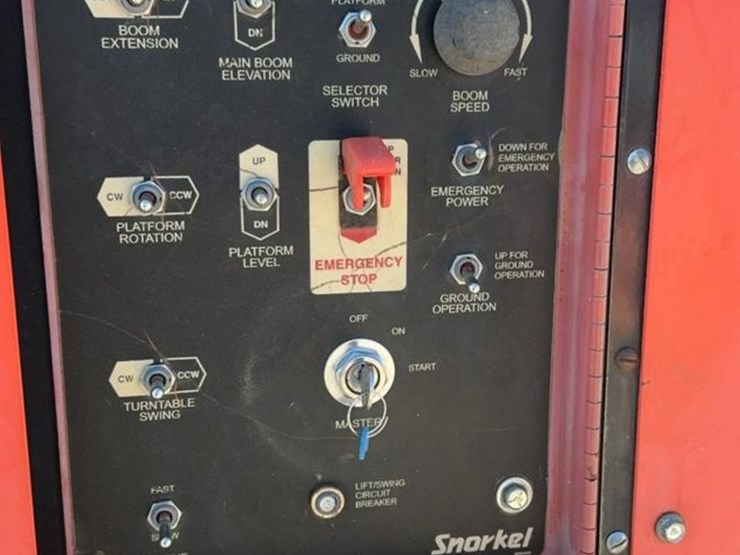 BOOM
EXTENSION
DN
MAIN BOOM
ELEVATION
PLATFORM
GROUND
SELECTOR
SWITCH
SLOW
FAST
BOOM
SPEED
CW
CCW
PLATFORM
ROTATION
UP
DN
PLATFORM
LEVEL
EMERGENCY
STOP
DOWN FOR
EMERGENCY
OPERATION
EMERGENCY
POWER
UP FOR
GROUND
OPERATION
GROUND
OPERATION
CW
CCW
TURNTABLE
SWING
OFF
ON
START
MASTER
FAST
SLOW
LIFT/SWING
CIRCUIT
BREAKER
Snorkel